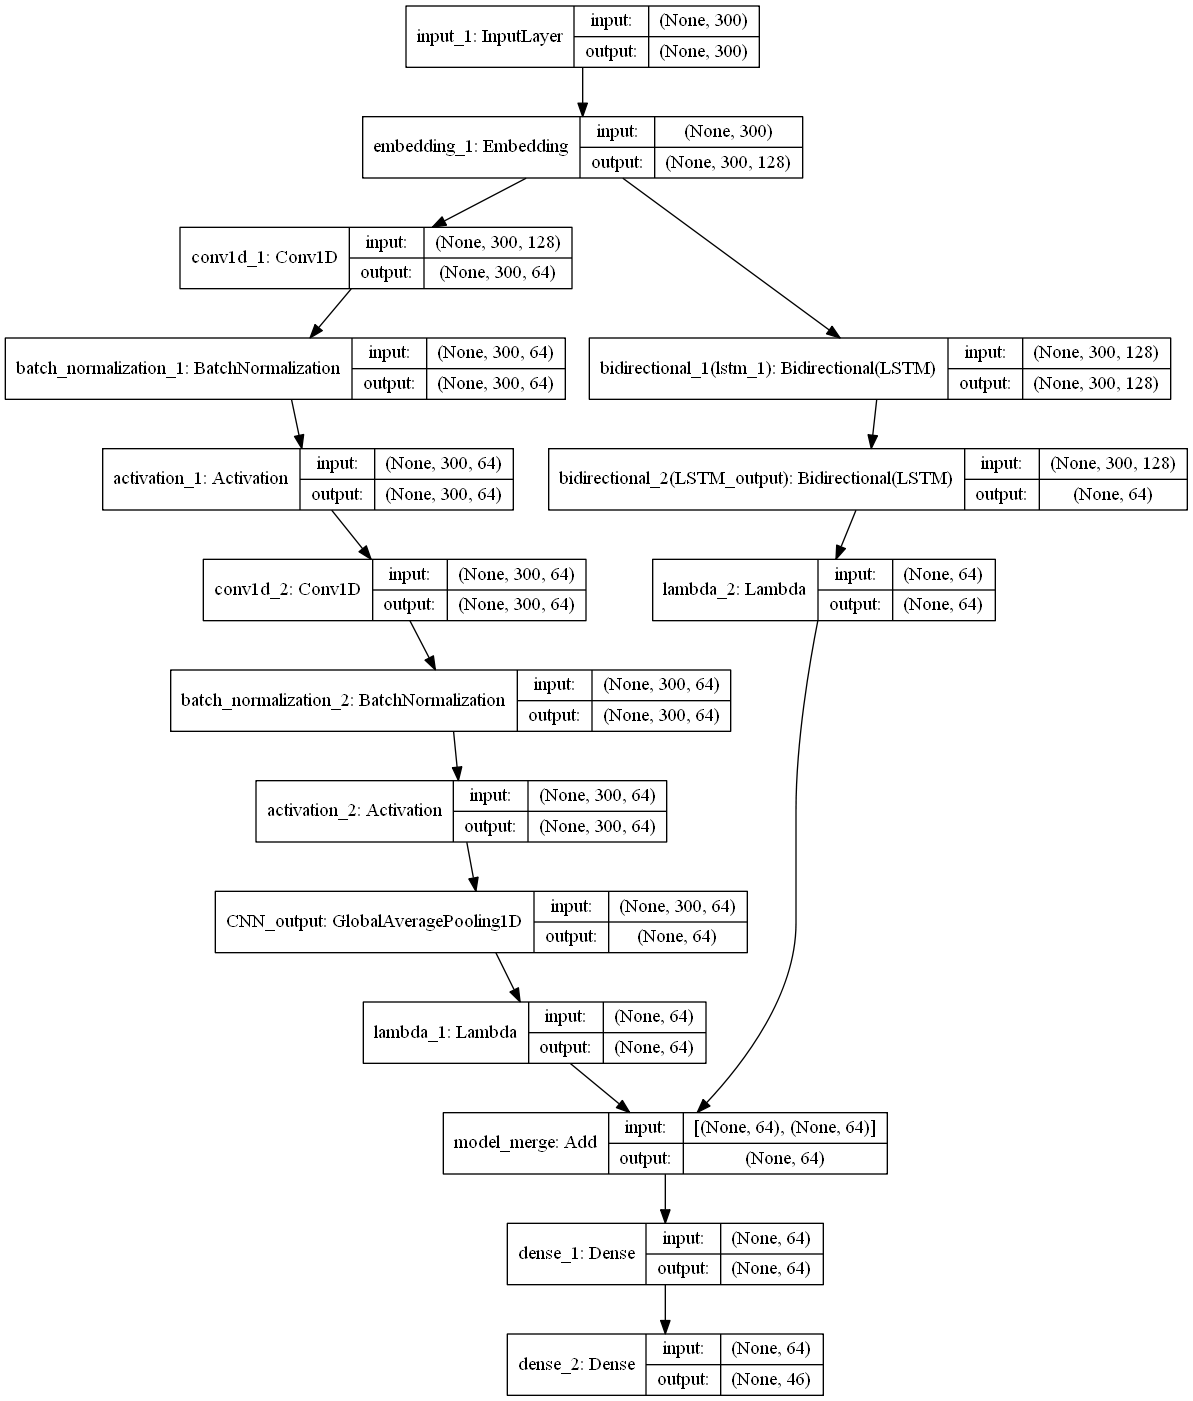 input_1: InputLayer
input: (None, 300)
output: (None, 300)
embedding_1: Embedding
input: (None, 300)
output: (None, 300, 128)
conv1d_1: Conv1D
input: (None, 300, 128)
output: (None, 300, 64)
batch_normalization_1: BatchNormalization
input: (None, 300, 64)
output: (None, 300, 64)
bidirectional_1(lstm_1): Bidirectional(LSTM)
input: (None, 300, 128)
output: (None, 300, 128)
activation_1: Activation
input: (None, 300, 64)
output: (None, 300, 64)
bidirectional_2(LSTM_output): Bidirectional(LSTM)
input: (None, 300, 128)
output: (None, 64)
conv1d_2: Conv1D
input: (None, 300, 64)
output: (None, 300, 64)
lambda_2: Lambda
input: (None, 64)
output: (None, 64)
batch_normalization_2: BatchNormalization
input: (None, 300, 64)
output: (None, 300, 64)
activation_2: Activation
input: (None, 300, 64)
output: (None, 300, 64)
CNN_output: GlobalAveragePooling1D
input: (None, 300, 64)
output: (None, 64)
lambda_1: Lambda
input: (None, 64)
output: (None, 64)
model_merge: Add
input: [(None, 64), (None, 64)]
output: (None, 64)
dense_1: Dense
input: (None, 64)
output: (None, 64)
dense_2: Dense
input: (None, 64)
output: (None, 46)